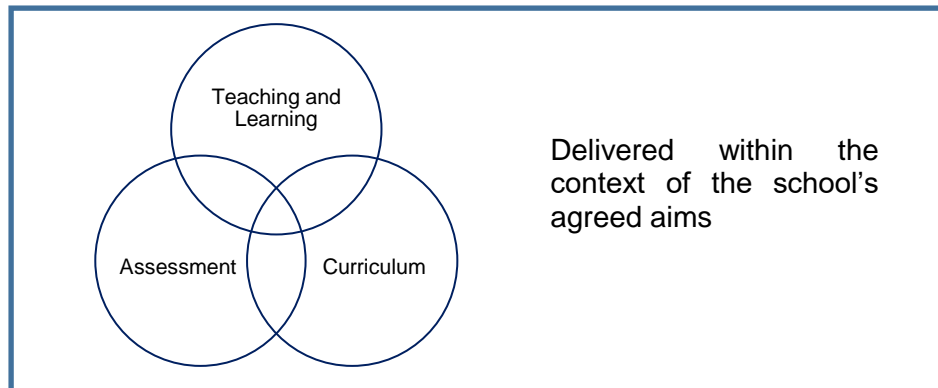 Teaching and
Learning
Assessment
Curriculum
Delivered within the
context of the school's
agreed aims